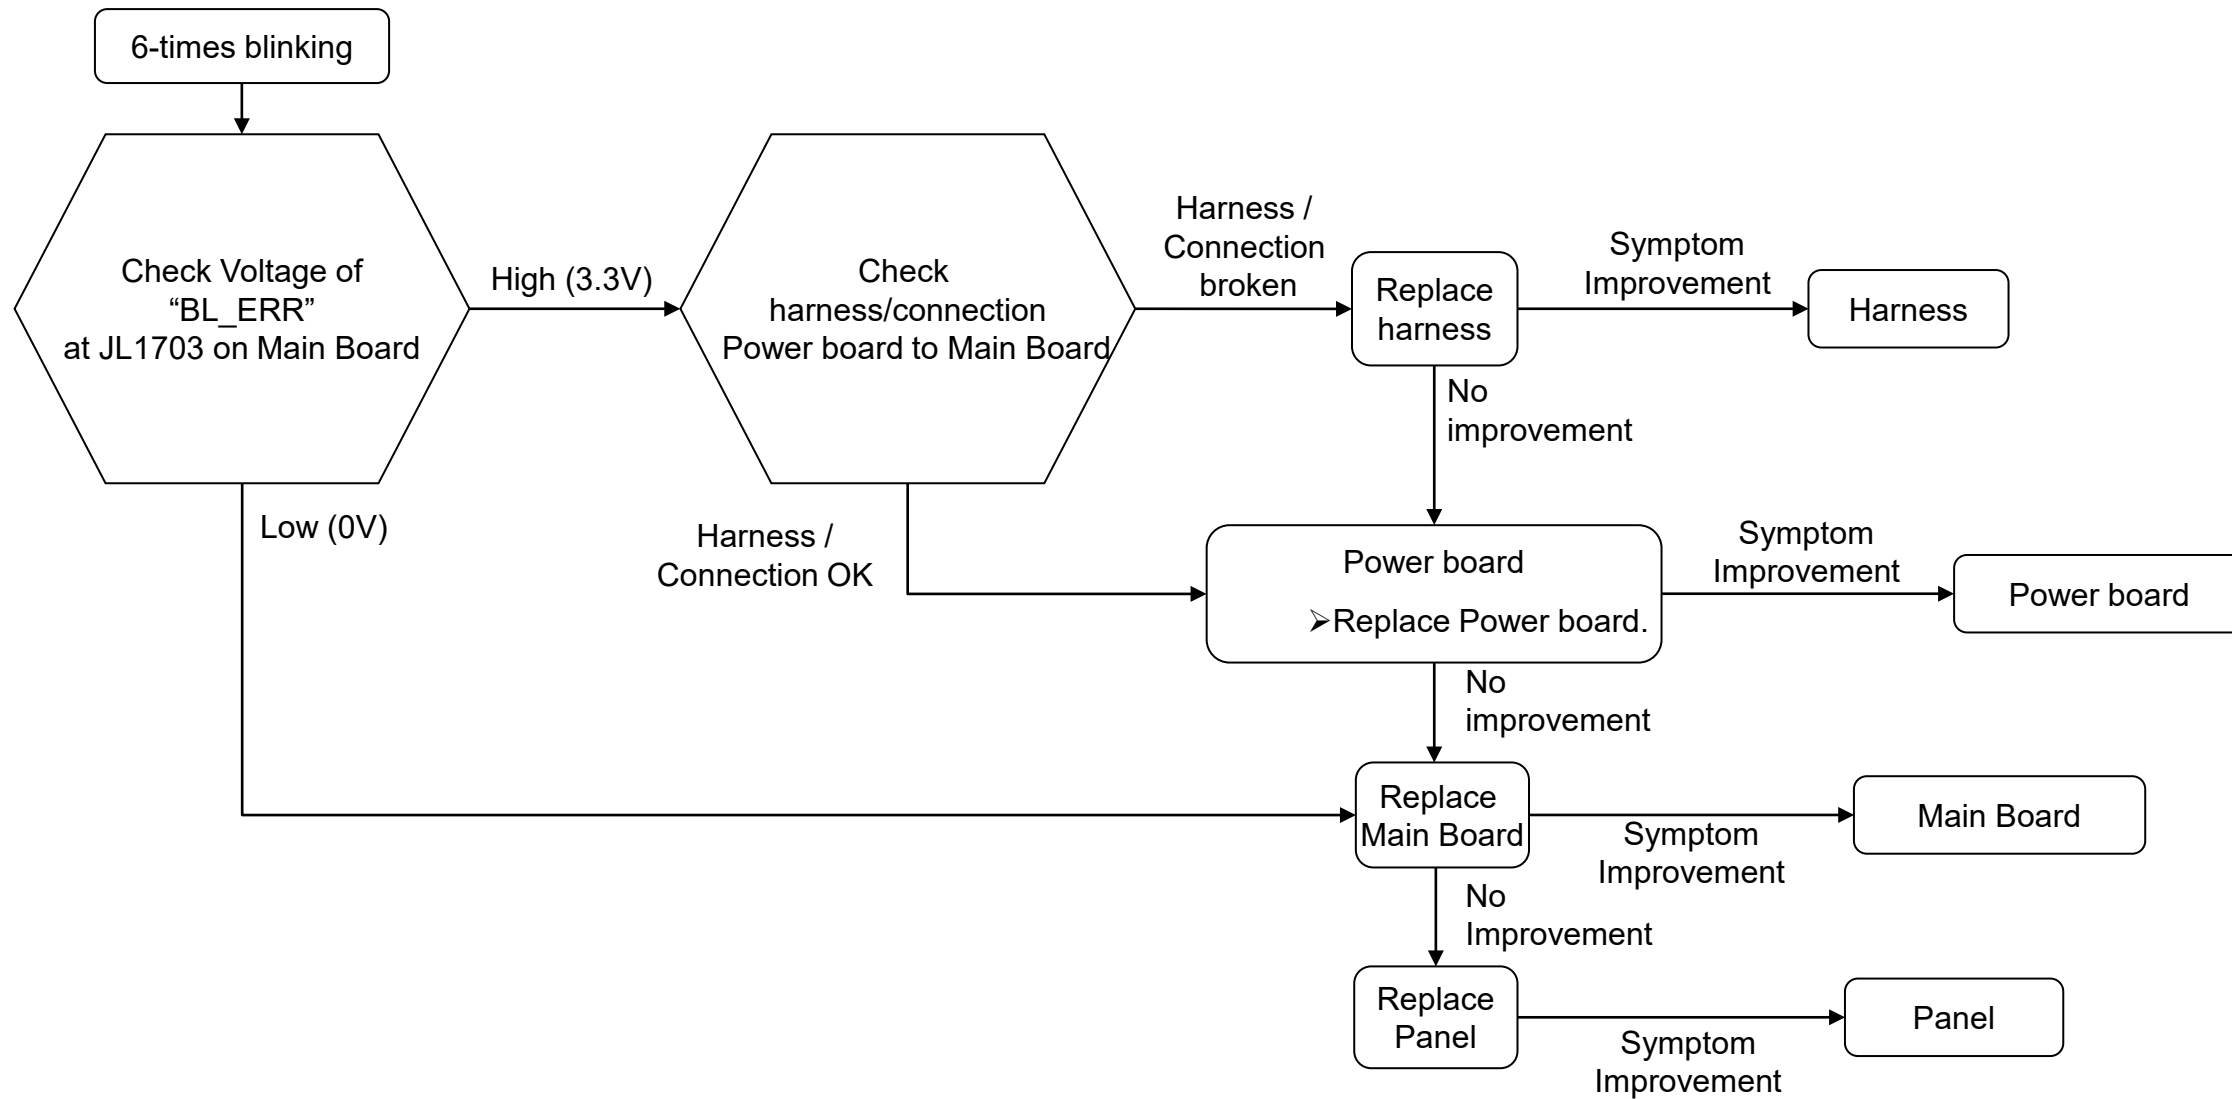 6-times blinking
Check Voltage of
“BL_ERR”
at JL1703 on Main Board
High (3.3V)
Low (0V)
Check
harness/connection
Power board to Main Board
Harness /
Connection
broken
Harness /
Connection OK
Replace
harness
Symptom
Improvement
Harness
No
improvement
Power board
➢Replace Power board.
Symptom
Improvement
Power board
No
improvement
Replace
Main Board
Symptom
Improvement
Main Board
No
Improvement
Replace
Panel
Symptom
Improvement
Panel